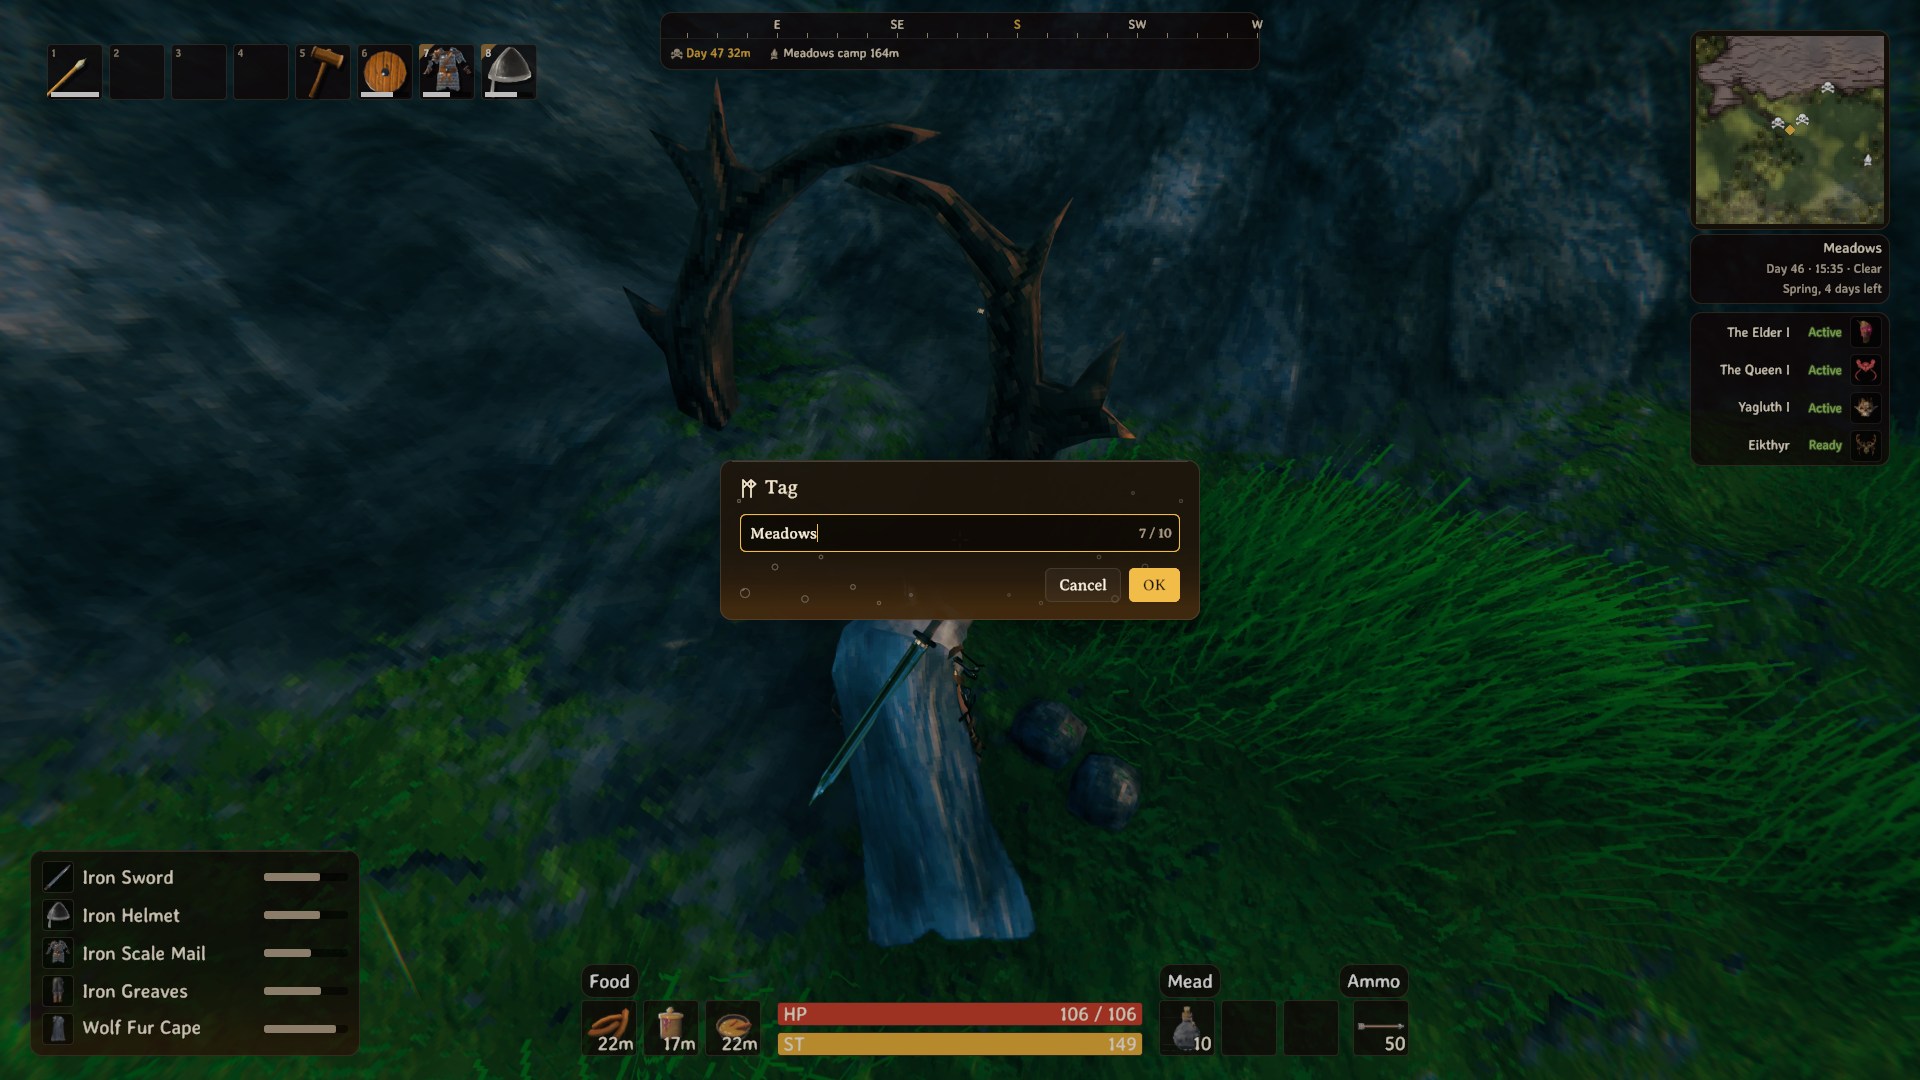 1
2
3
4
5
6
7
8
E
SE
S
SW
W
Day 47 32m
Meadows camp 164m
Meadows
Day 46 · 15:35 · Clear
Spring, 4 days left
The Elder I Active
The Queen I Active
Yagluth I Active
Eikthyr Ready
Tag
Meadows 7 / 10
Cancel OK
Iron Sword
Iron Helmet
Iron Scale Mail
Iron Greaves
Wolf Fur Cape
Food
22m
17m
22m
HP 106 / 106
ST 149
Mead
10
Ammo
50